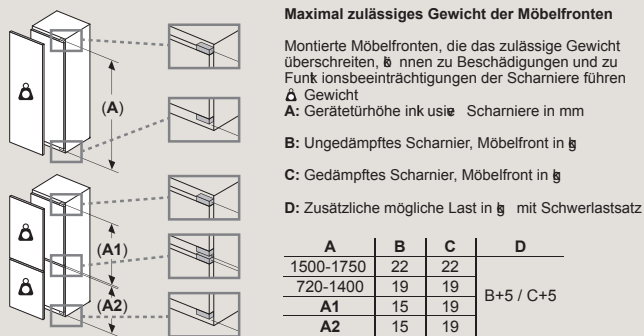 Maximal zulässiges Gewicht der Möbelfronten
Montierte Möbelfronten, die das zulässige Gewicht
überschreiten, können zu Beschädigungen und zu
Funktionsbeeinträchtigungen der Scharniere führen
Gewicht
A: Gerätetürhöhe inklusive Scharniere in mm
B: Ungedämpftes Scharnier, Möbelfront in kg
C: Gedämpftes Scharnier, Möbelfront in kg
D: Zusätzliche mögliche Last in kg mit Schwerlastsatz
(A)
(A1)
(A2)
A B C D
1500-1750 22 22
720-1400 19 19
B+5 / C+5
A1 15 19
A2 15 19